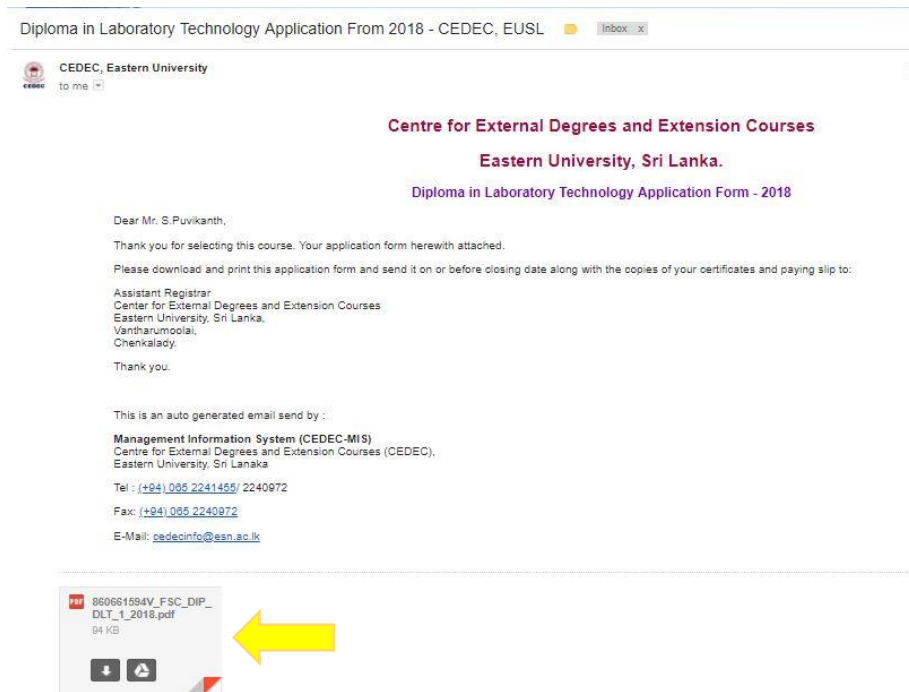 Diploma in Laboratory Technology Application From 2018 - CEDEC, EUSL Inbox x
CEDEC, Eastern University
to me
CEDEC
Centre for External Degrees and Extension Courses
Eastern University, Sri Lanka.
Diploma in Laboratory Technology Application Form - 2018
Dear Mr. S.Puvikanth,
Thank you for selecting this course. Your application form herewith attached.
Please download and print this application form and send it on or before closing date along with the copies of your certificates and paying slip to:
Assistant Registrar
Center for External Degrees and Extension Courses
Eastern University, Sri Lanka,
Vantharumoolai,
Chenkalady.
Thank you.
This is an auto generated email send by :
Management Information System (CEDEC-MIS)
Centre for External Degrees and Extension Courses (CEDEC),
Eastern University, Sri Lanaka
Tel : (+94) 065 2241455/ 2240972
Fax: (+94) 065 2240972
E-Mail: cedecinfo@esn.ac.lk
PDF 860661594V_FSC_DIP_
DLT_1_2018.pdf
94 KB